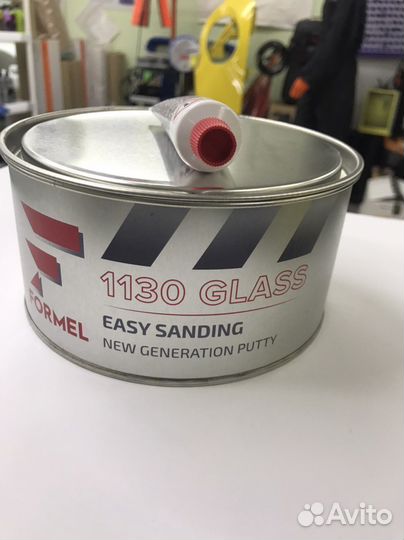 FORMEL
1130 GLASS
EASY SANDING
NEW GENERATION PUTTY
Avito